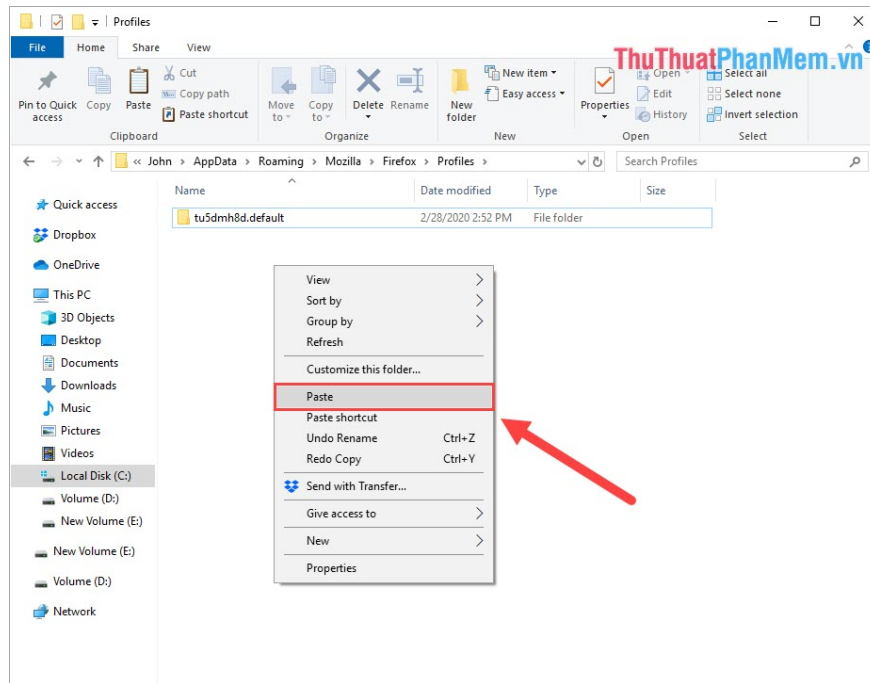 Profiles
File Home Share View
ThuThuatPhanMem.vn
Pin to Quick access
Copy
Paste
Cut
Copy path
Paste shortcut
Move to
Copy to
Delete
Rename
New folder
New item
Easy access
Properties
Open
Edit
History
Select all
Select none
Invert selection
Clipboard Organize New Open Select
« John > AppData > Roaming > Mozilla > Firefox > Profiles >
Search Profiles
Name Date modified Type Size
tu5dmh8d.default 2/28/2020 2:52 PM File folder
Quick access
Dropbox
OneDrive
This PC
3D Objects
Desktop
Documents
Downloads
Music
Pictures
Videos
Local Disk (C:)
Volume (D:)
New Volume (E:)
New Volume (E:)
Volume (D:)
Network
View
Sort by
Group by
Refresh
Customize this folder...
Paste
Paste shortcut
Undo Rename Ctrl+Z
Redo Copy Ctrl+Y
Send with Transfer...
Give access to
New
Properties